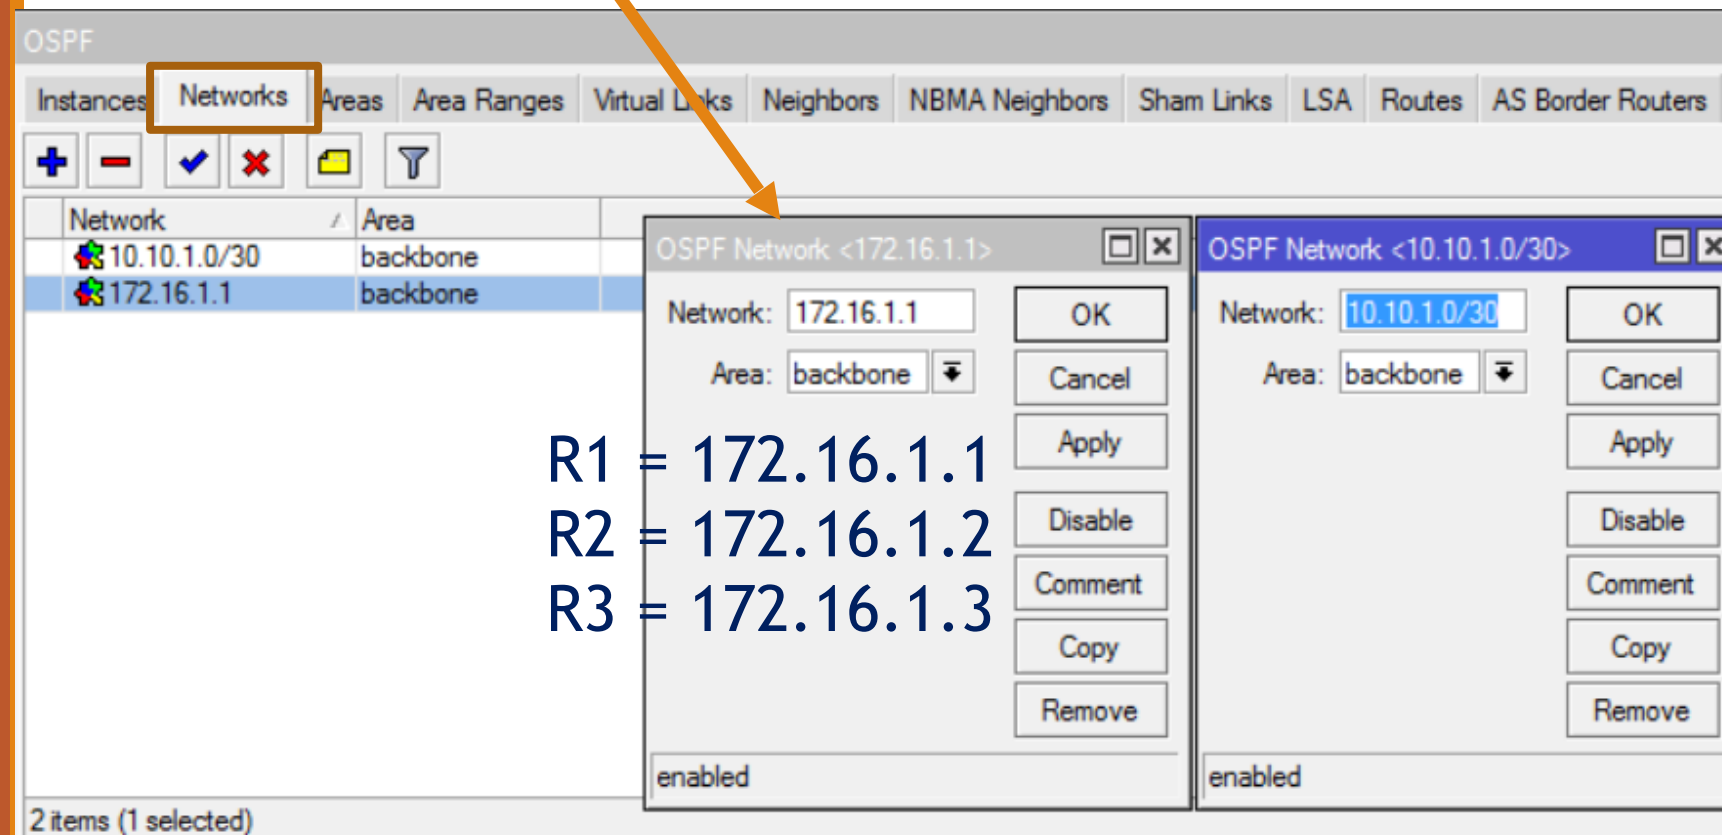 OSPF
Instances Networks Areas Area Ranges Virtual Links Neighbors NBMA Neighbors Sham Links LSA Routes AS Border Routers
Network Area
10.10.1.0/30 backbone
172.16.1.1 backbone
OSPF Network <172.16.1.1>
Network: 172.16.1.1 OK
Area: backbone Cancel
Apply
Disable
Comment
Copy
Remove
enabled
R1 = 172.16.1.1
R2 = 172.16.1.2
R3 = 172.16.1.3
OSPF Network <10.10.1.0/30>
Network: 10.10.1.0/30 OK
Area: backbone Cancel
Apply
Disable
Comment
Copy
Remove
enabled
2 items (1 selected)